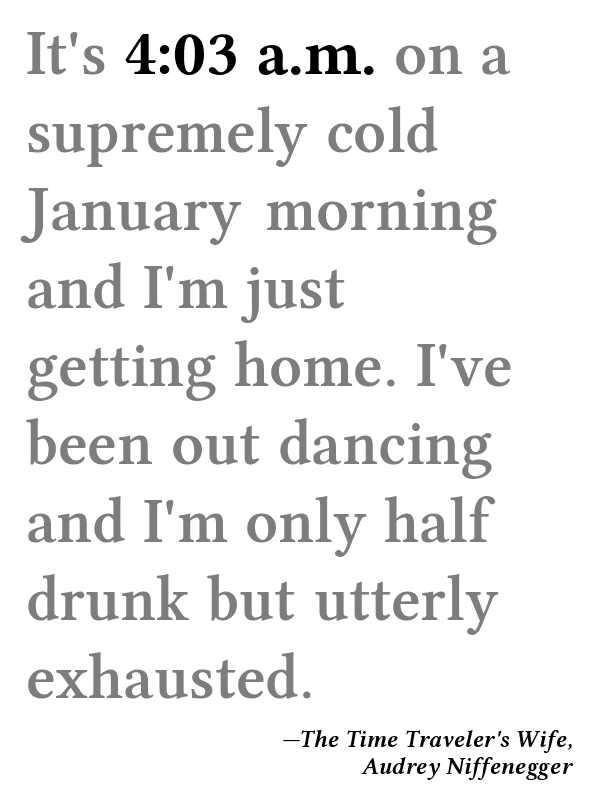 It's 4:03 a.m. on a
supremely cold
January morning
and I'm just
getting home. I've
been out dancing
and I'm only half
drunk but utterly
exhausted.
—The Time Traveler's Wife,
Audrey Niffenegger